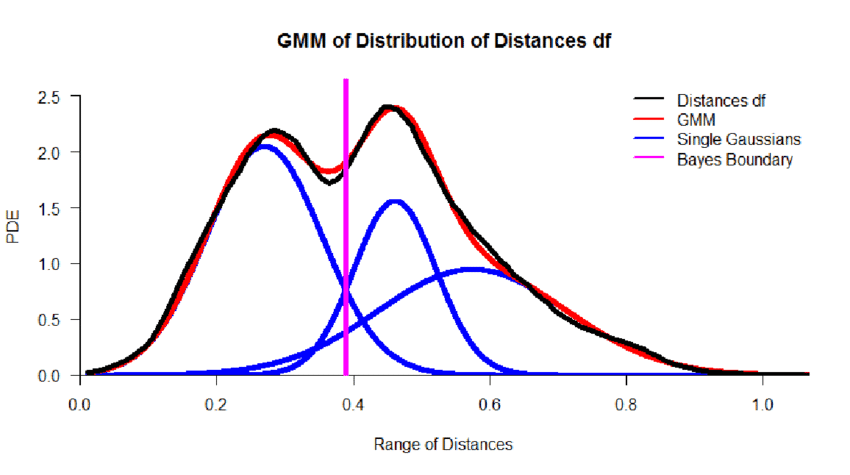 GMM of Distribution of Distances df
Distances df
GMM
Single Gaussians
Bayes Boundary
PDE
2.5
2.0
1.5
1.0
0.5
0.0
0.0 0.2 0.4 0.6 0.8 1.0
Range of Distances